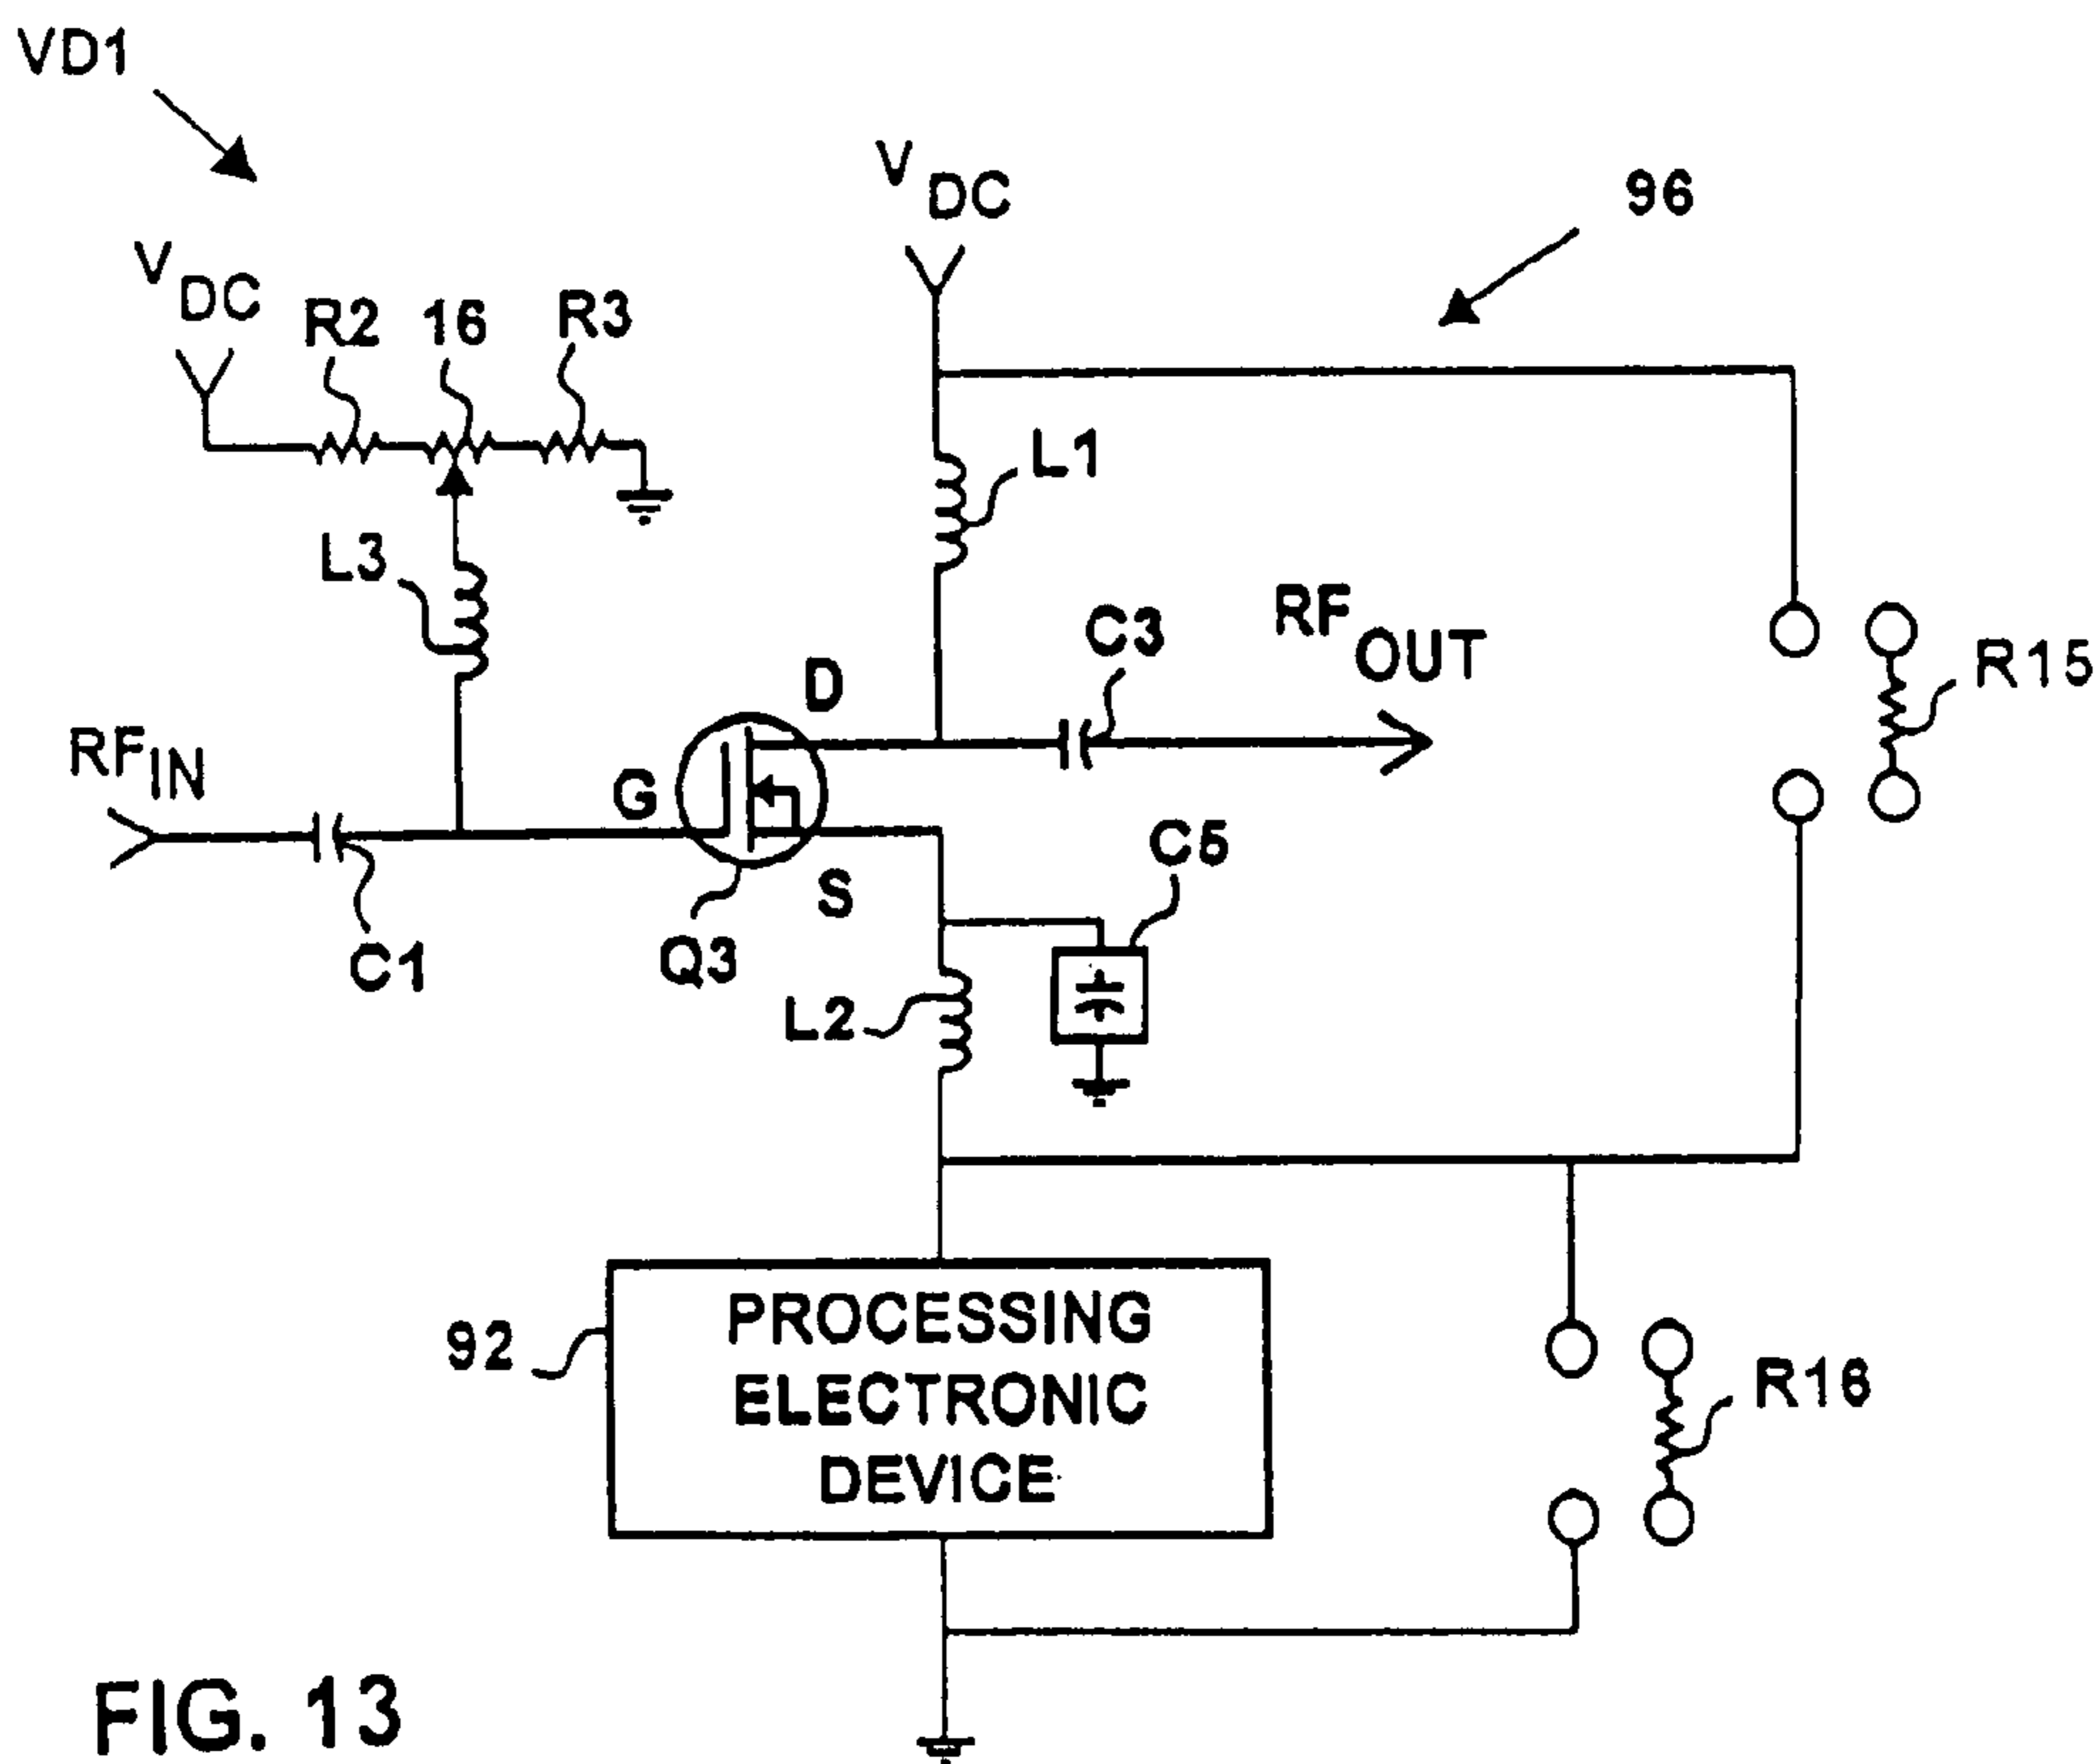 VD1
VDC
96
VDC
R2 16 R3
L1
L3
RFOUT
C3
R15
D
RFIN
G
C5
S
C1
Q3
L2
92
PROCESSING
ELECTRONIC
DEVICE
R16
FIG. 13